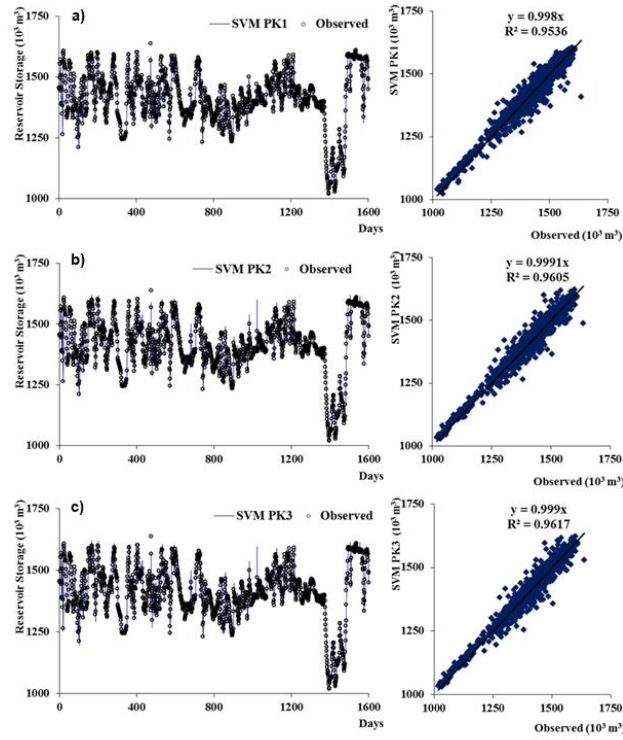 a)
SVM PK1 Observed
Reservoir Storage (10³ m³)
1750
1500
1250
1000
0 400 800 1200 1600
Days
y = 0.998x
R² = 0.9536
SVM PK1 (10³ m³)
1750
1500
1250
1000
1000 1250 1500 1750
Observed (10³ m³)
b)
SVM PK2 Observed
Reservoir Storage (10³ m³)
1750
1500
1250
1000
0 400 800 1200 1600
Days
y = 0.9991x
R² = 0.9605
SVM PK2 (10³ m³)
1750
1500
1250
1000
1000 1250 1500 1750
Observed (10³ m³)
c)
SVM PK3 Observed
Reservoir Storage (10³ m³)
1750
1500
1250
1000
0 400 800 1200 1600
Days
y = 0.999x
R² = 0.9617
SVM PK3 (10³ m³)
1750
1500
1250
1000
1000 1250 1500 1750
Observed (10³ m³)